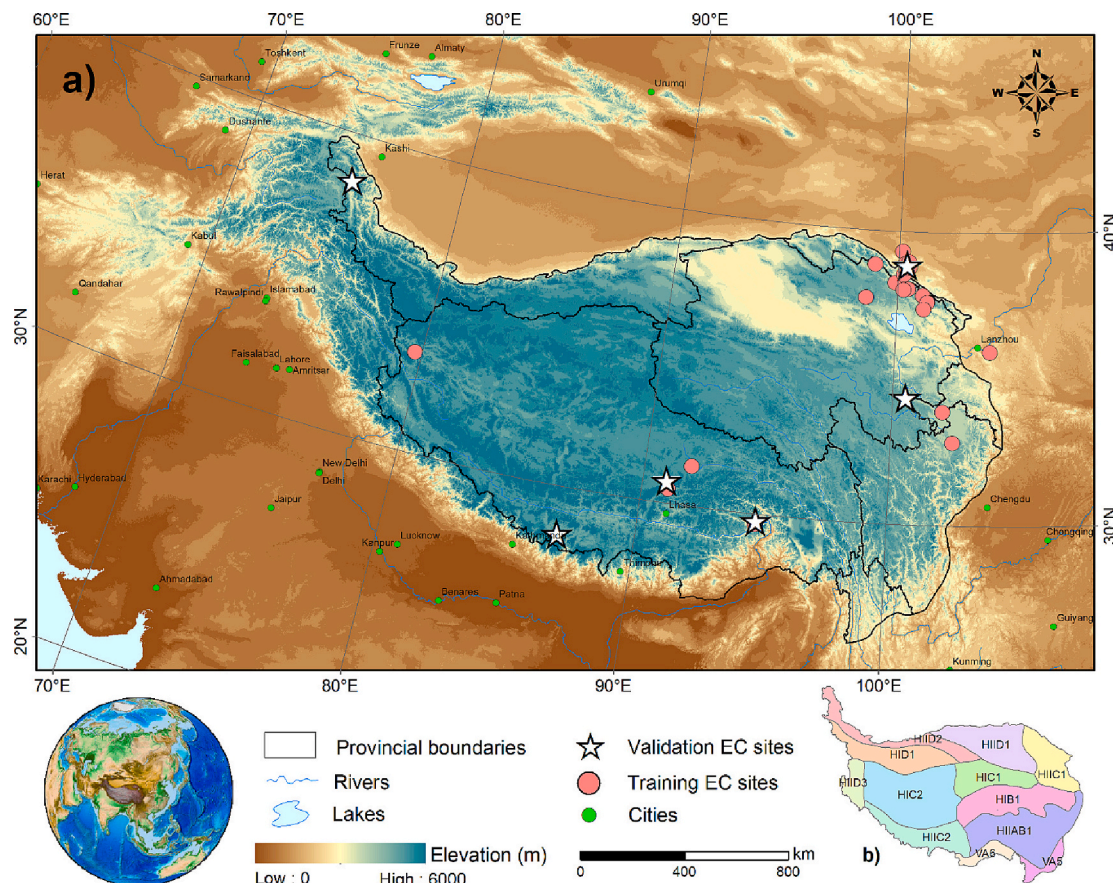 60°E 70°E 80°E 90°E 100°E
a)
Frunze
Almaty
Toshkent
Samarkand
Urumqi
N
W E
S
Dushanbe
Kashi
Herat
Kabul
40°N
Qandahar
Rawalpindi
Islamabad
30°N
Faisalabad
Lahore
Amritsar
Lanzhou
New Delhi
Delhi
Karachi
Hyderabad
Jaipur
Lhasa
Chengdu
Lucknow
Kanpur
Chongqing
30°N
Ahmadabad
Benares
Patna
Guiyang
20°N
Kunming
70°E 80°E 90°E 100°E
Provincial boundaries
Rivers
Lakes
Elevation (m)
Low : 0 High : 6000
Validation EC sites
Training EC sites
Cities
km
0 400 800
HIID2
HIID1
HID1
HIID3
HIC1
HIIC1
HIC2
HIB1
HIIC2
HIIAB1
b)
VA6
VA5